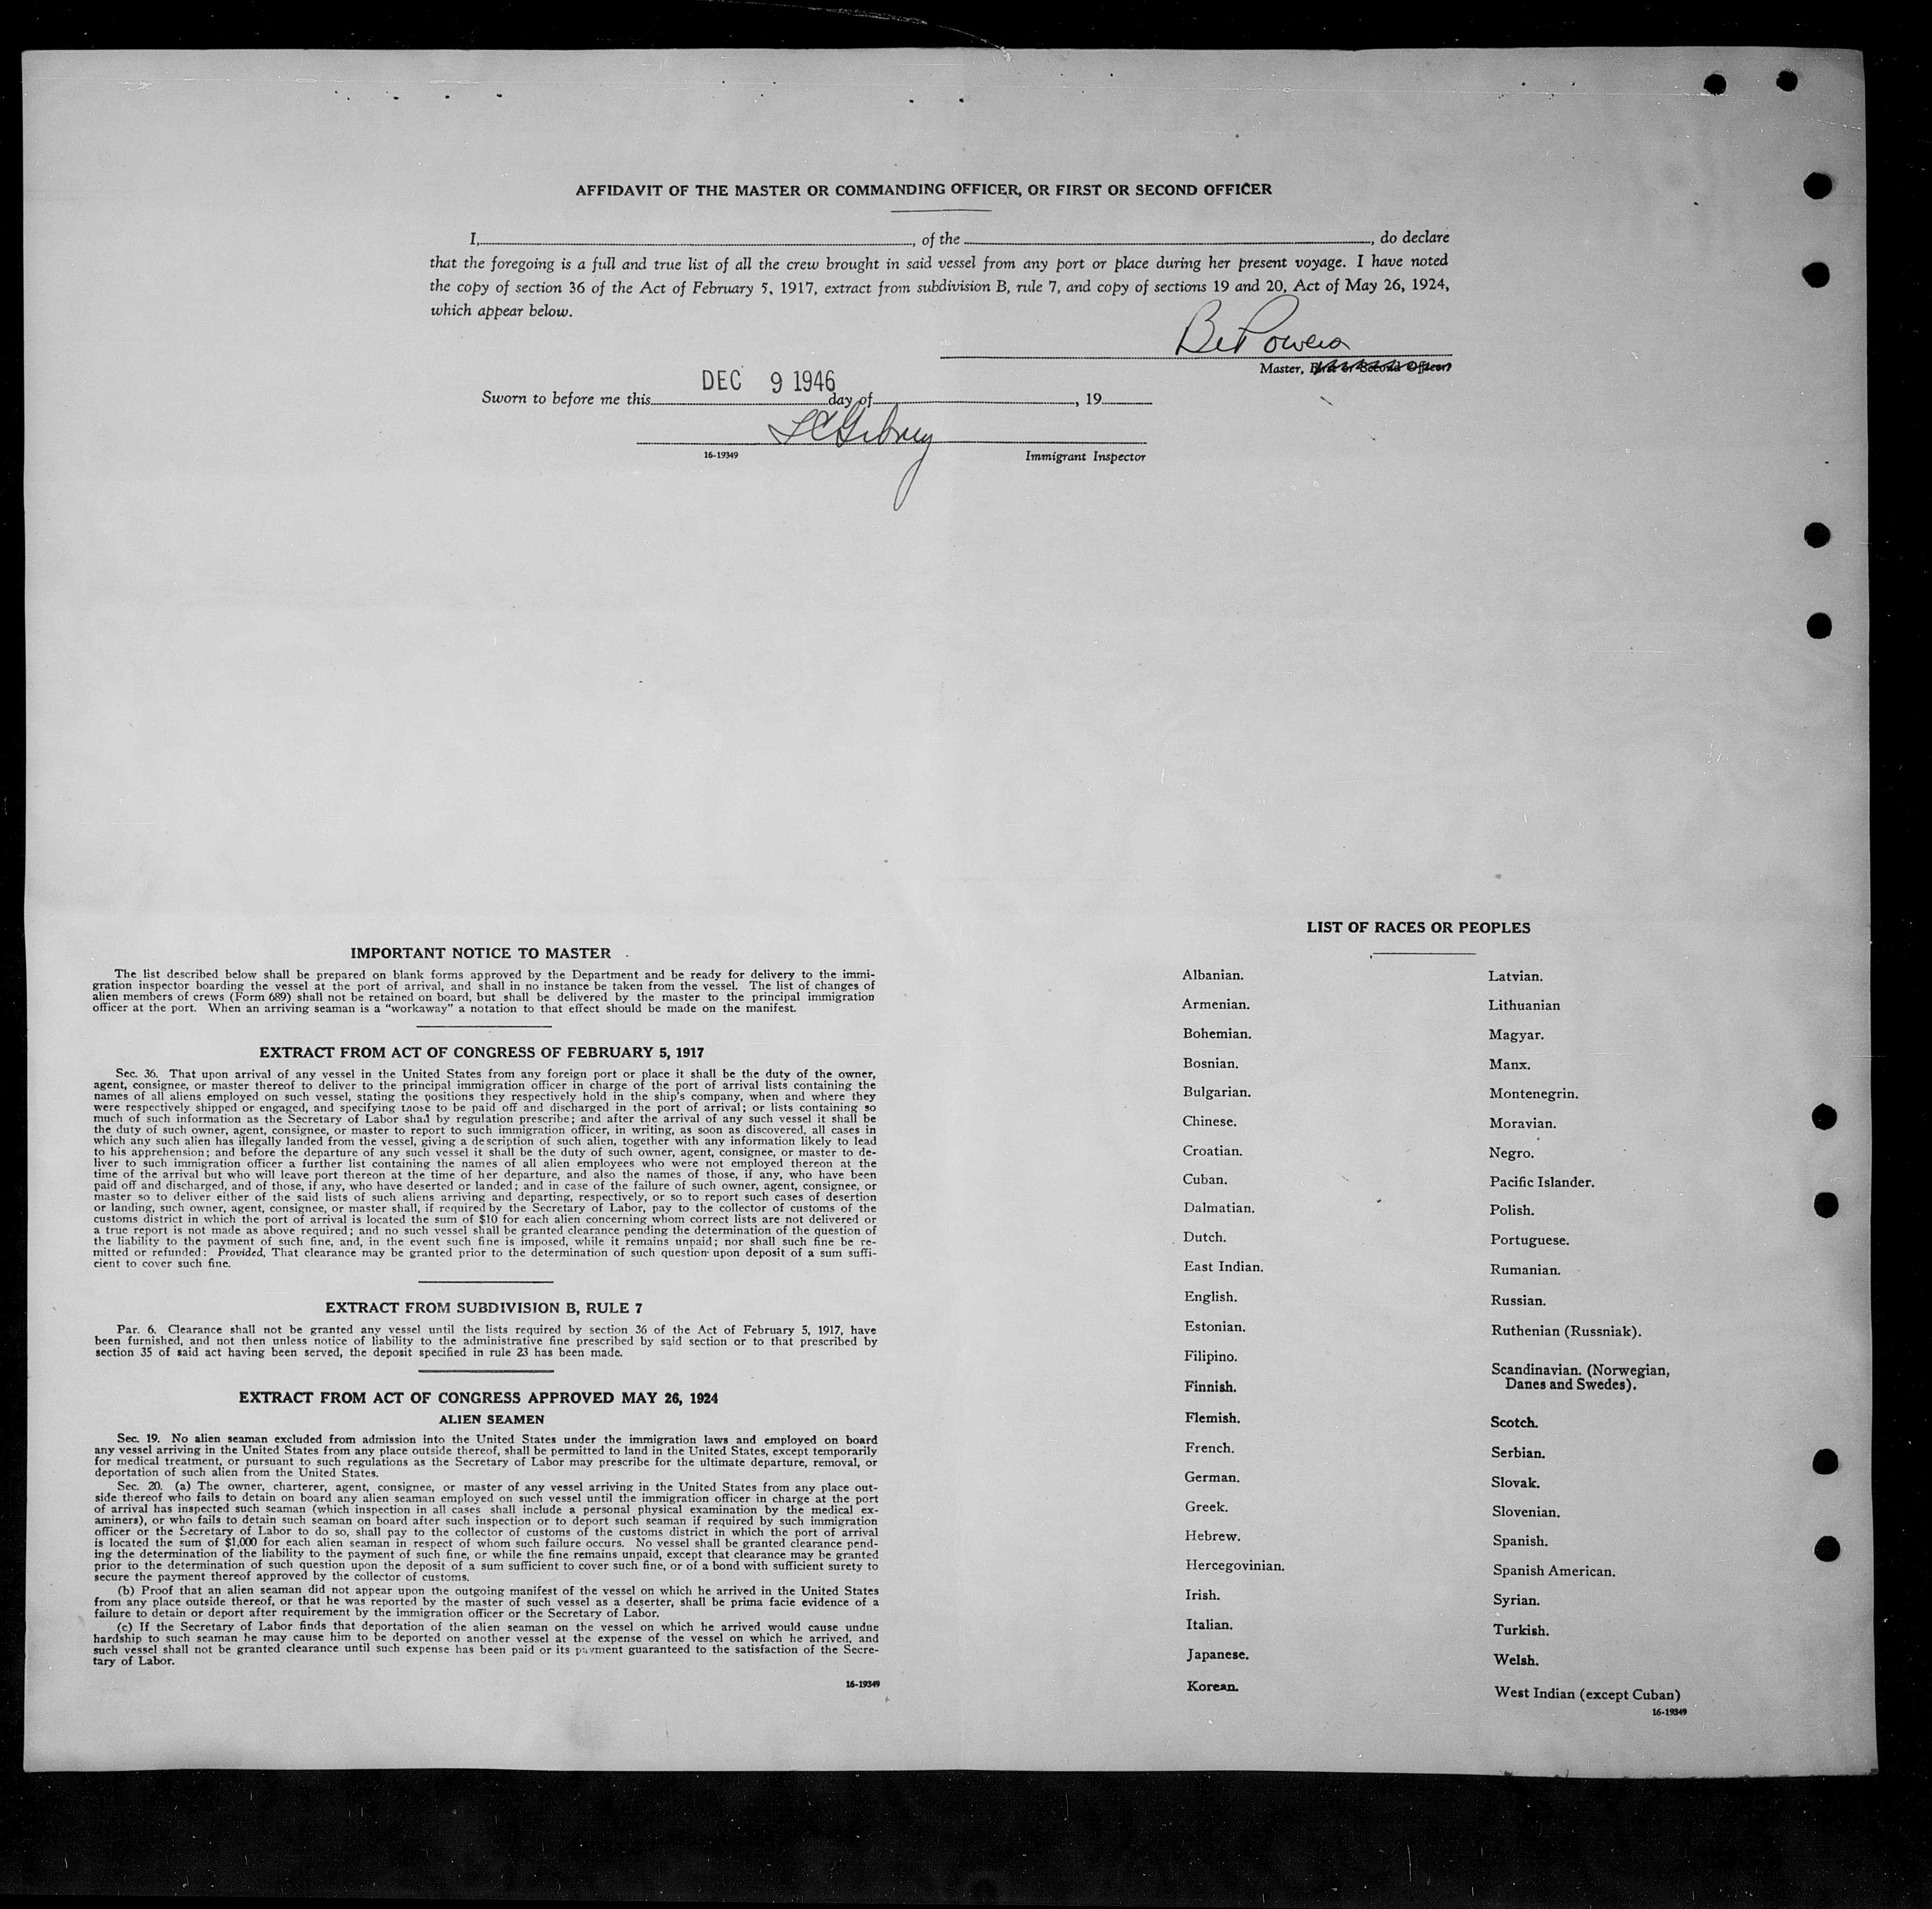 AFFIDAVIT OF THE MASTER OR COMMANDING OFFICER, OR FIRST OR SECOND OFFICER
I, , of the , do declare
that the foregoing is a full and true list of all the crew brought in said vessel from any port or place during her present voyage. I have noted
the copy of section 36 of the Act of February 5, 1917, extract from subdivision B, rule 7, and copy of sections 19 and 20, Act of May 26, 1924,
which appear below.
Powers
Master, First or Second Officer
DEC 9 1946
Sworn to before me this day of , 19
16-19349 Immigrant Inspector
IMPORTANT NOTICE TO MASTER
The list described below shall be prepared on blank forms approved by the Department and be ready for delivery to the immi-
gration inspector boarding the vessel at the port of arrival, and shall in no instance be taken from the vessel. The list of changes of
alien members of crews (Form 689) shall not be retained on board, but shall be delivered by the master to the principal immigration
officer at the port. When an arriving seaman is a "workaway" a notation to that effect should be made on the manifest.
EXTRACT FROM ACT OF CONGRESS OF FEBRUARY 5, 1917
Sec. 36. That upon arrival of any vessel in the United States from any foreign port or place it shall be the duty of the owner,
agent, consignee, or master thereof to deliver to the principal immigration officer in charge of the port of arrival lists containing the
names of all aliens employed on such vessel, stating the positions they respectively hold in the ship's company, when and where they
were respectively shipped or engaged, and specifying those to be paid off and discharged in the port of arrival; or lists containing so
much of such information as the Secretary of Labor shal by regulation prescribe; and after the arrival of any such vessel it shall be
the duty of such owner, agent, consignee, or master to report to such immigration officer, in writing, as soon as discovered, all cases in
which any such alien has illegally landed from the vessel, giving a description of such alien, together with any information likely to lead
to his apprehension; and before the departure of any such vessel it shall be the duty of such owner, agent, consignee, or master to de-
liver to such immigration officer a further list containing the names of all alien employees who were not employed thereon at the
time of the arrival but who will leave port thereon at the time of her departure, and also the names of those, if any, who have been
paid off and discharged, and of those, if any, who have deserted or landed; and in case of the failure of such owner, agent, consignee, or
master so to deliver either of the said lists of such aliens arriving and departing, respectively, or so to report such cases of desertion
or landing, such owner, agent, consignee, or master shall, if required by the Secretary of Labor, pay to the collector of customs of the
customs district in which the port of arrival is located the sum of $10 for each alien concerning whom correct lists are not delivered or
a true report is not made as above required; and no such vessel shall be granted clearance pending the determination of the question of
the liability to the payment of such fine, and, in the event such fine is imposed, while it remains unpaid; nor shall such fine be re-
mitted or refunded: Provided, That clearance may be granted prior to the determination of such question upon deposit of a sum suffi-
cient to cover such fine.
EXTRACT FROM SUBDIVISION B, RULE 7
Par. 6. Clearance shall not be granted any vessel until the lists required by section 36 of the Act of February 5, 1917, have
been furnished, and not then unless notice of liability to the administrative fine prescribed by said section or to that prescribed by
section 35 of said act having been served, the deposit specified in rule 23 has been made.
EXTRACT FROM ACT OF CONGRESS APPROVED MAY 26, 1924
ALIEN SEAMEN
Sec. 19. No alien seaman excluded from admission into the United States under the immigration laws and employed on board
any vessel arriving in the United States from any place outside thereof, shall be permitted to land in the United States, except temporarily
for medical treatment, or pursuant to such regulations as the Secretary of Labor may prescribe for the ultimate departure, removal, or
deportation of such alien from the United States.
Sec. 20. (a) The owner, charterer, agent, consignee, or master of any vessel arriving in the United States from any place out-
side thereof who fails to detain on board any alien seaman employed on such vessel until the immigration officer in charge at the port
of arrival has inspected such seaman (which inspection in all cases shall include a personal physical examination by the medical ex-
aminers), or who fails to detain such seaman on board after such inspection or to deport such seaman if required by such immigration
officer or the Secretary of Labor to do so, shall pay to the collector of customs of the customs district in which the port of arrival
is located the sum of $1,000 for each alien seaman in respect of whom such failure occurs. No vessel shall be granted clearance pend-
ing the determination of the liability to the payment of such fine, or while the fine remains unpaid, except that clearance may be granted
prior to the determination of such question upon the deposit of a sum sufficient to cover such fine, or of a bond with sufficient surety to
secure the payment thereof approved by the collector of customs.
(b) Proof that an alien seaman did not appear upon the outgoing manifest of the vessel on which he arrived in the United States
from any place outside thereof, or that he was reported by the master of such vessel as a deserter, shall be prima facie evidence of a
failure to detain or deport after requirement by the immigration officer or the Secretary of Labor.
(c) If the Secretary of Labor finds that deportation of the alien seaman on the vessel on which he arrived would cause undue
hardship to such seaman he may cause him to be deported on another vessel at the expense of the vessel on which he arrived, and
such vessel shall not be granted clearance until such expense has been paid or its payment guaranteed to the satisfaction of the Secre-
tary of Labor.
16-19349
LIST OF RACES OR PEOPLES
Albanian.
Armenian.
Bohemian.
Bosnian.
Bulgarian.
Chinese.
Croatian.
Cuban.
Dalmatian.
Dutch.
East Indian.
English.
Estonian.
Filipino.
Finnish.
Flemish.
French.
German.
Greek.
Hebrew.
Hercegovinian.
Irish.
Italian.
Japanese.
Korean.
Latvian.
Lithuanian
Magyar.
Manx.
Montenegrin.
Moravian.
Negro.
Pacific Islander.
Polish.
Portuguese.
Rumanian.
Russian.
Ruthenian (Russniak).
Scandinavian. (Norwegian,
Danes and Swedes).
Scotch.
Serbian.
Slovak.
Slovenian.
Spanish.
Spanish American.
Syrian.
Turkish.
Welsh.
West Indian (except Cuban)
16-19349